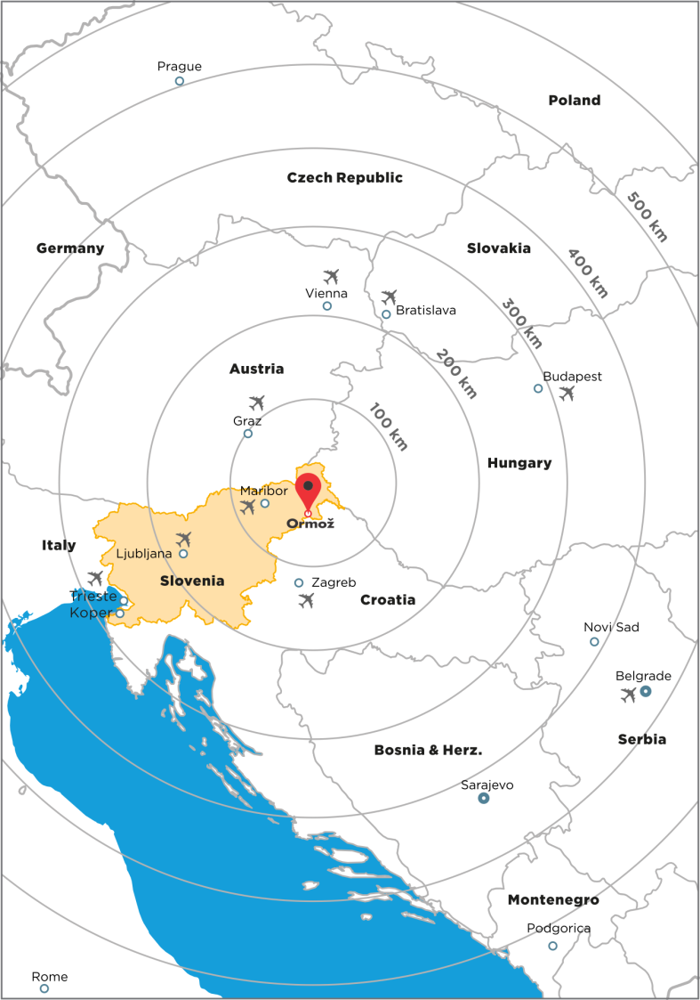 Prague
Poland
Czech Republic
500 km
Germany
Slovakia
400 km
Vienna
Bratislava
300 km
Austria
200 km
Budapest
Graz
100 km
Hungary
Maribor
Ormož
Italy
Ljubljana
Slovenia
Zagreb
Trieste
Croatia
Koper
Novi Sad
Belgrade
Serbia
Bosnia & Herz.
Sarajevo
Montenegro
Podgorica
Rome